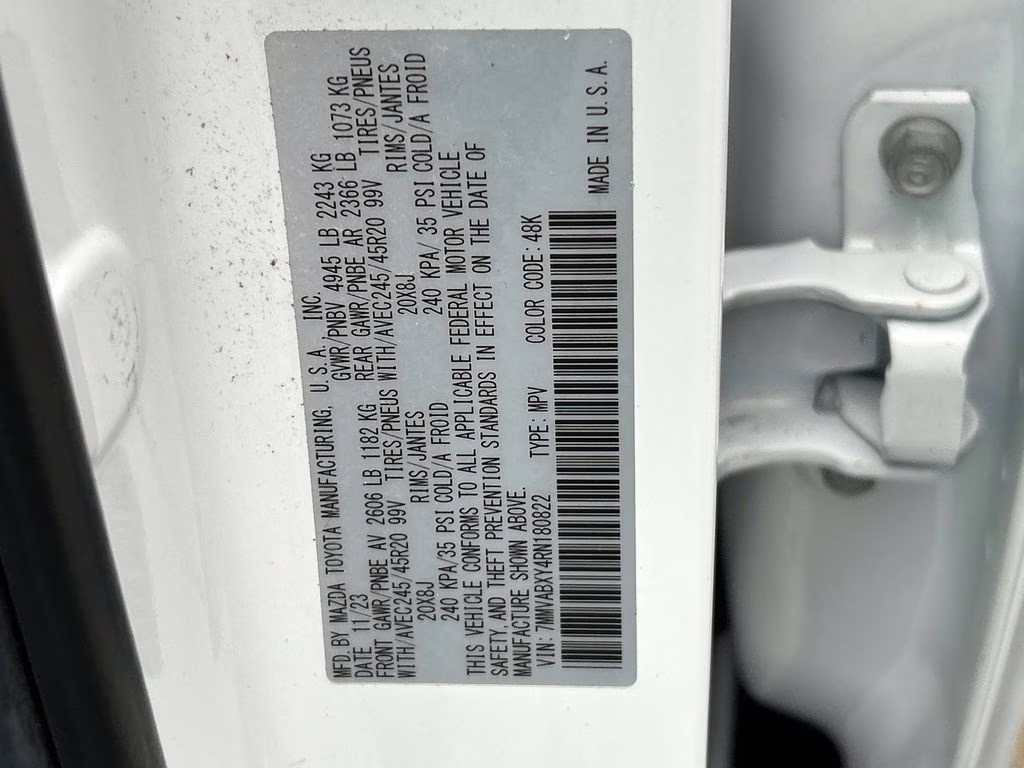 MFD. BY MAZDA TOYOTA MANUFACTURING, U. S. A., INC.
DATE 11/23 GVWR/PNBV 4945 LB 2243 KG
FRONT GAWR/PNBE AV 2606 LB 1182 KG REAR GAWR/PNBE AR 2366 LB 1073 KG
WITH/AVEC245/45R20 99V TIRES/PNEUS WITH/AVEC245/45R20 99V TIRES/PNEUS
20X8J RIMS/JANTES 20X8J RIMS/JANTES
240 KPA/35 PSI COLD/A FROID 240 KPA/ 35 PSI COLD/A FROID
THIS VEHICLE CONFORMS TO ALL APPLICABLE FEDERAL MOTOR VEHICLE
SAFETY, AND THEFT PREVENTION STANDARDS IN EFFECT ON THE DATE OF
MANUFACTURE SHOWN ABOVE.
VIN: 7MMVABXY4RN180822 TYPE: MPV COLOR CODE: 48K
MADE IN U. S. A.